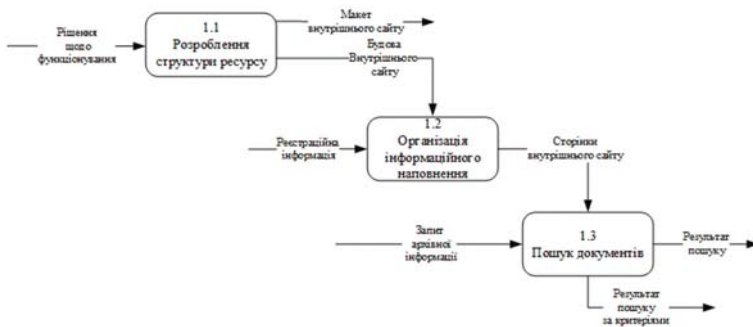 Рішення
щодо
функціонування
1.1
Розроблення
структури ресурсу
Макет
внутрішнього сайту
Будова
Внутрішнього
сайту
Реєстраційна
інформація
1.2
Організація
інформаційного
наповнення
Сторінки
внутрішнього сайту
Запит
архівної
інформації
1.3
Пошук документів
Результат
пошуку
Результат
пошуку
за критеріями